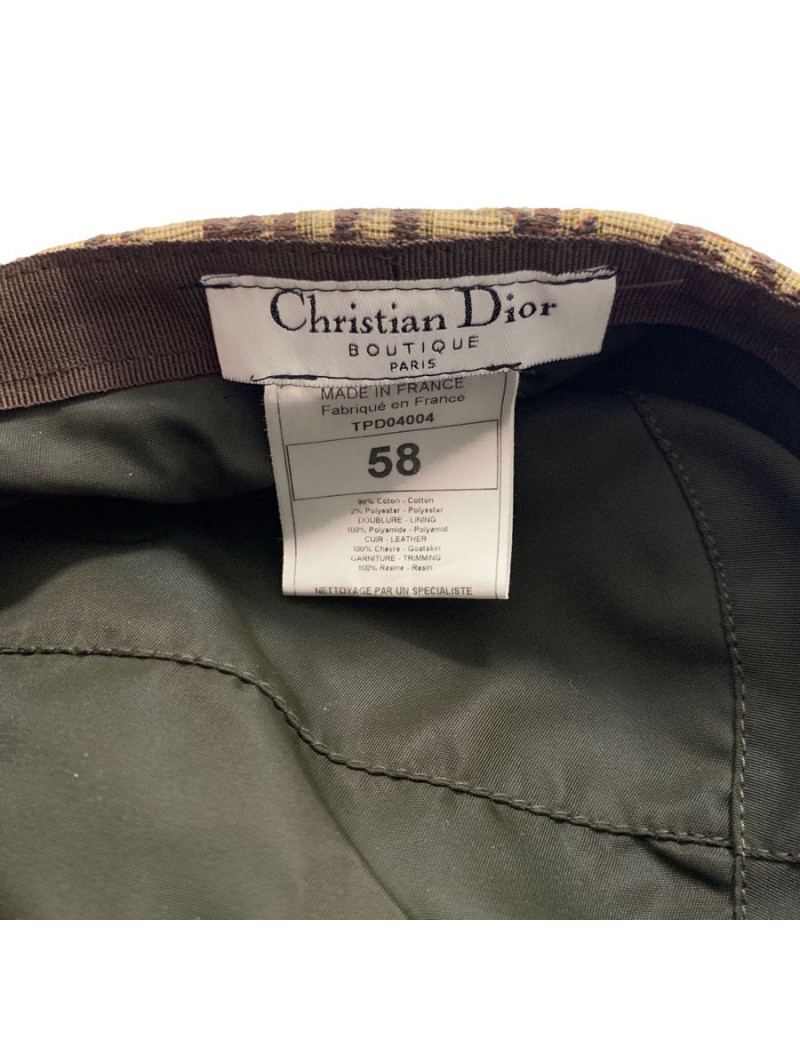 Christian Dior
BOUTIQUE
PARIS
MADE IN FRANCE
Fabriqué en France
TPD04004
58
98% Coton - Cotton
2% Polyester - Polyester
DOUBLURE - LINING
100% Polyamide - Polyamid
CUIR - LEATHER
100% Chèvre - Goatskin
GARNITURE - TRIMMING
100% Resine - Resin
NETTOYAGE PAR UN SPECIALISTE